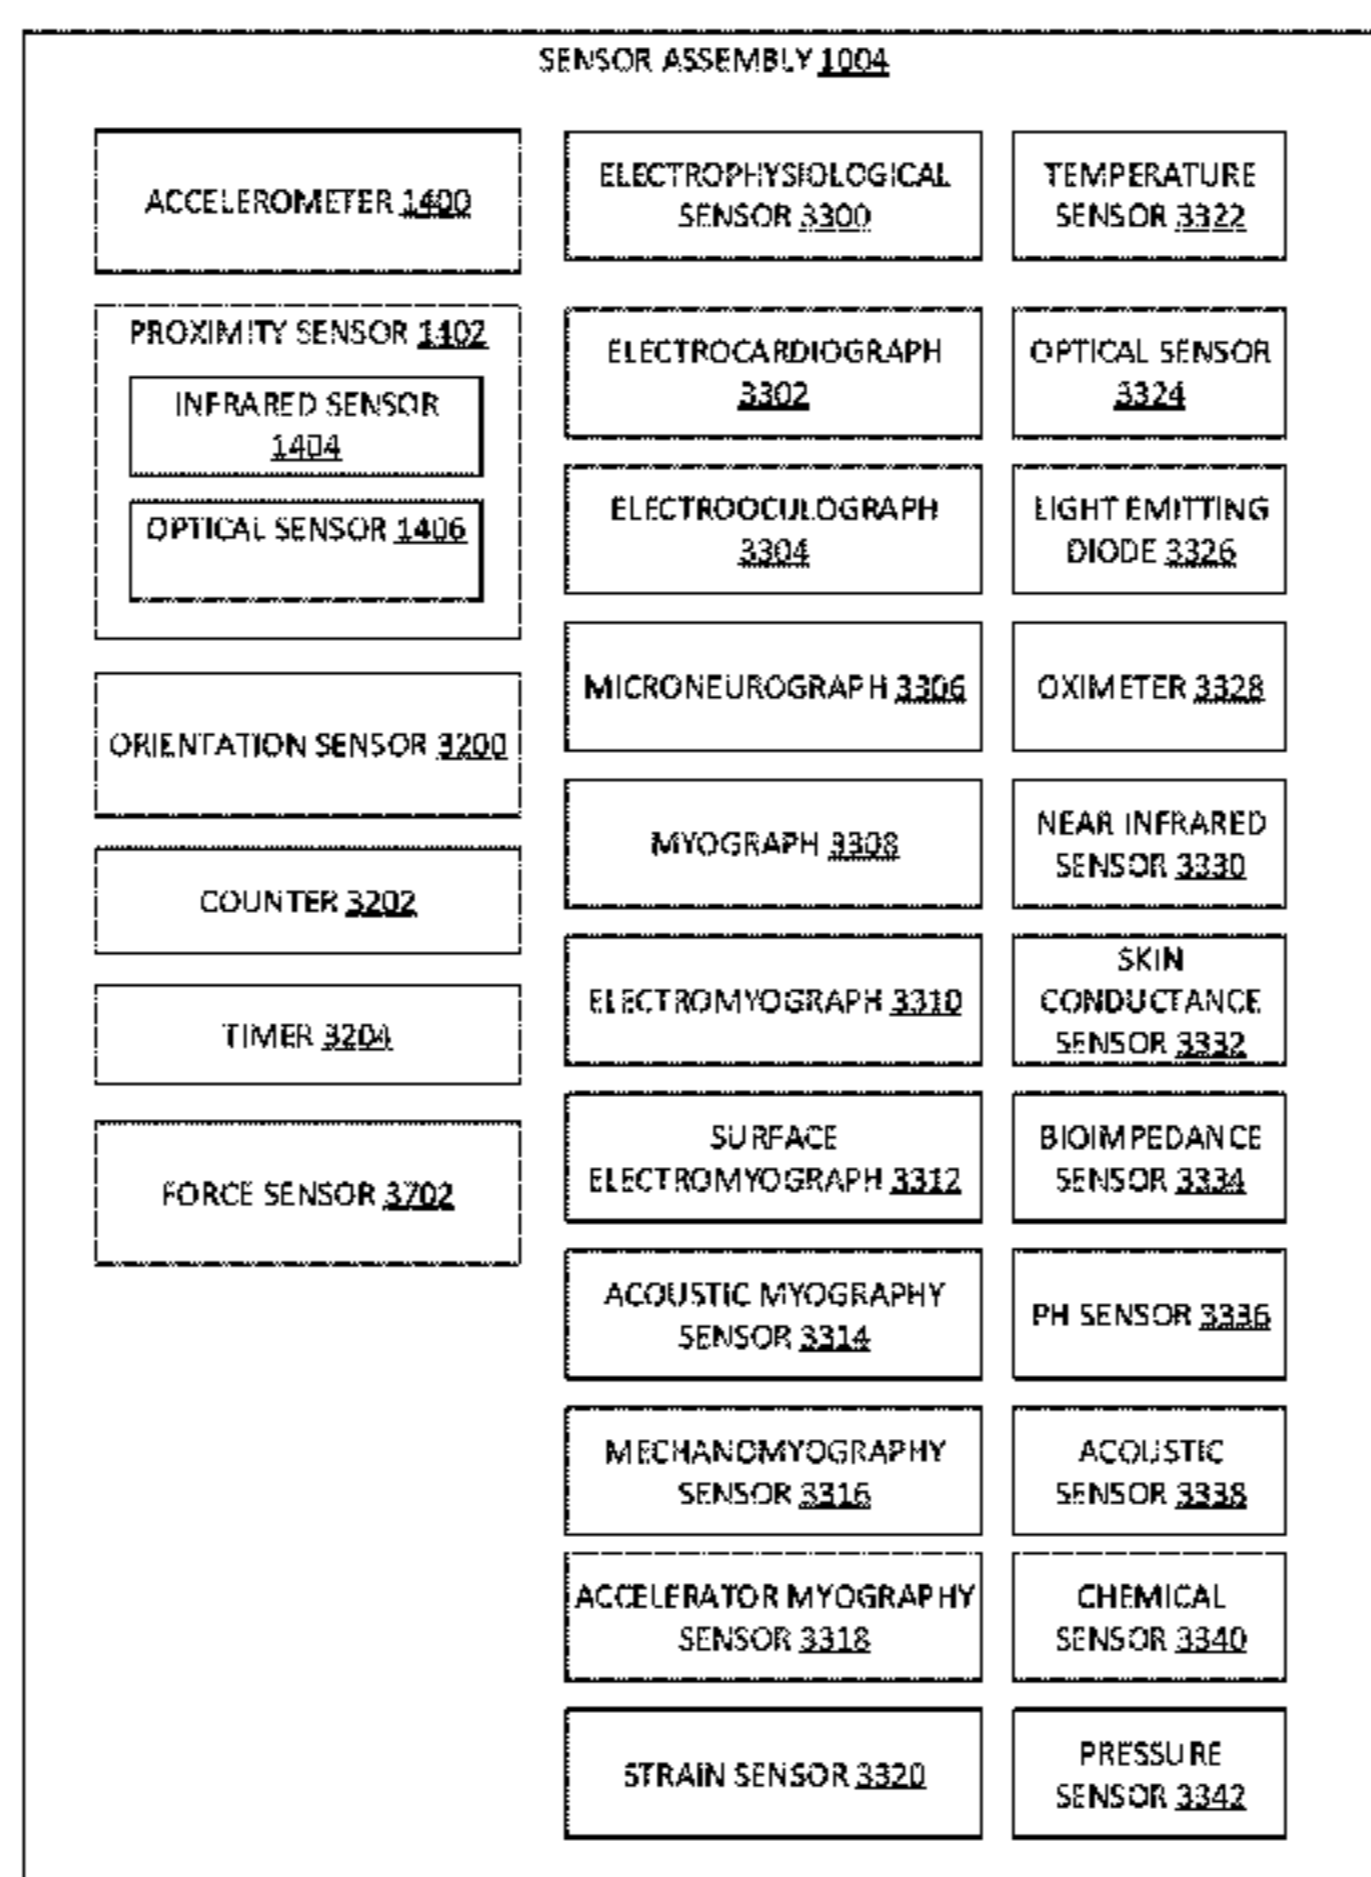 SENSOR ASSEMBLY 1004
ACCELEROMETER 1400
PROXIMITY SENSOR 1402
INFRARED SENSOR
1404
OPTICAL SENSOR 1406
ORIENTATION SENSOR 3200
COUNTER 3202
TIMER 3204
FORCE SENSOR 3702
ELECTROPHYSIOLOGICAL
SENSOR 3300
ELECTROCARDIOGRAPH
3302
ELECTROOCULOGRAPH
3304
MICRONEUROGRAPH 3306
MYOGRAPH 3308
ELECTROMYOGRAPH 3310
SURFACE
ELECTROMYOGRAPH 3312
ACOUSTIC MYOGRAPHY
SENSOR 3314
MECHANOMYOGRAPHY
SENSOR 3316
ACCELERATOR MYOGRAPHY
SENSOR 3318
STRAIN SENSOR 3320
TEMPERATURE
SENSOR 3322
OPTICAL SENSOR
3324
LIGHT EMITTING
DIODE 3326
OXIMETER 3328
NEAR INFRARED
SENSOR 3330
SKIN
CONDUCTANCE
SENSOR 3332
BIOIMPEDANCE
SENSOR 3334
PH SENSOR 3336
ACOUSTIC
SENSOR 3338
CHEMICAL
SENSOR 3340
PRESSURE
SENSOR 3342